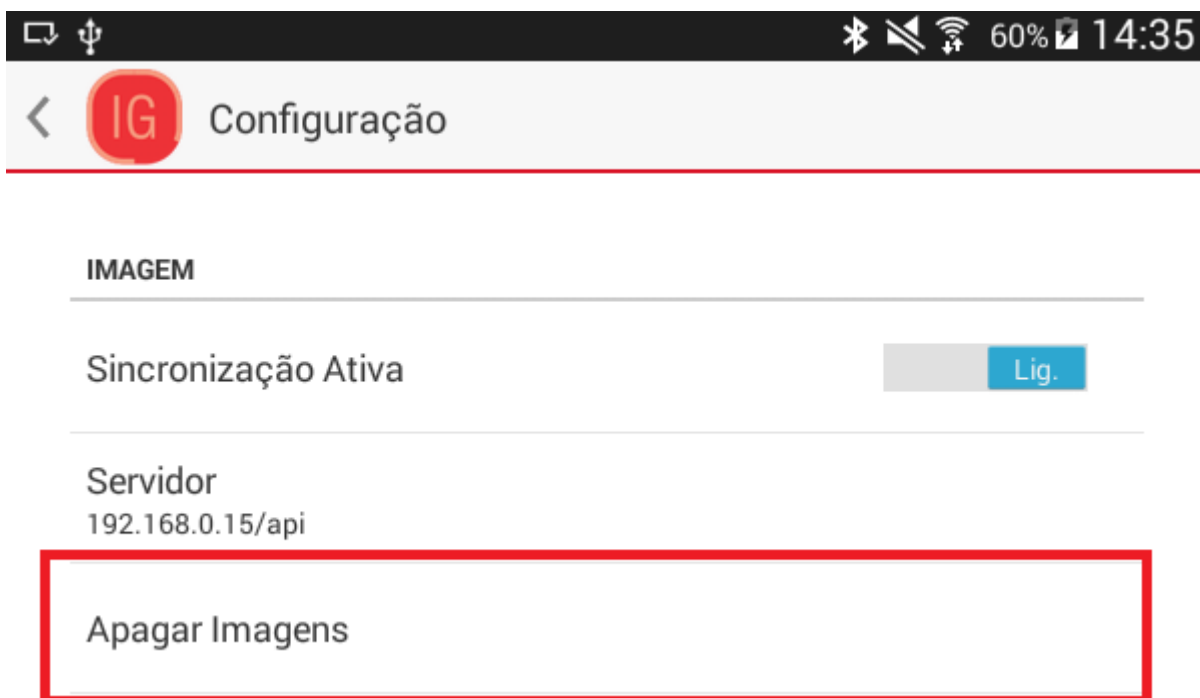 60% 14:35
IG Configuração
IMAGEM
Sincronização Ativa Lig.
Servidor
192.168.0.15/api
Apagar Imagens